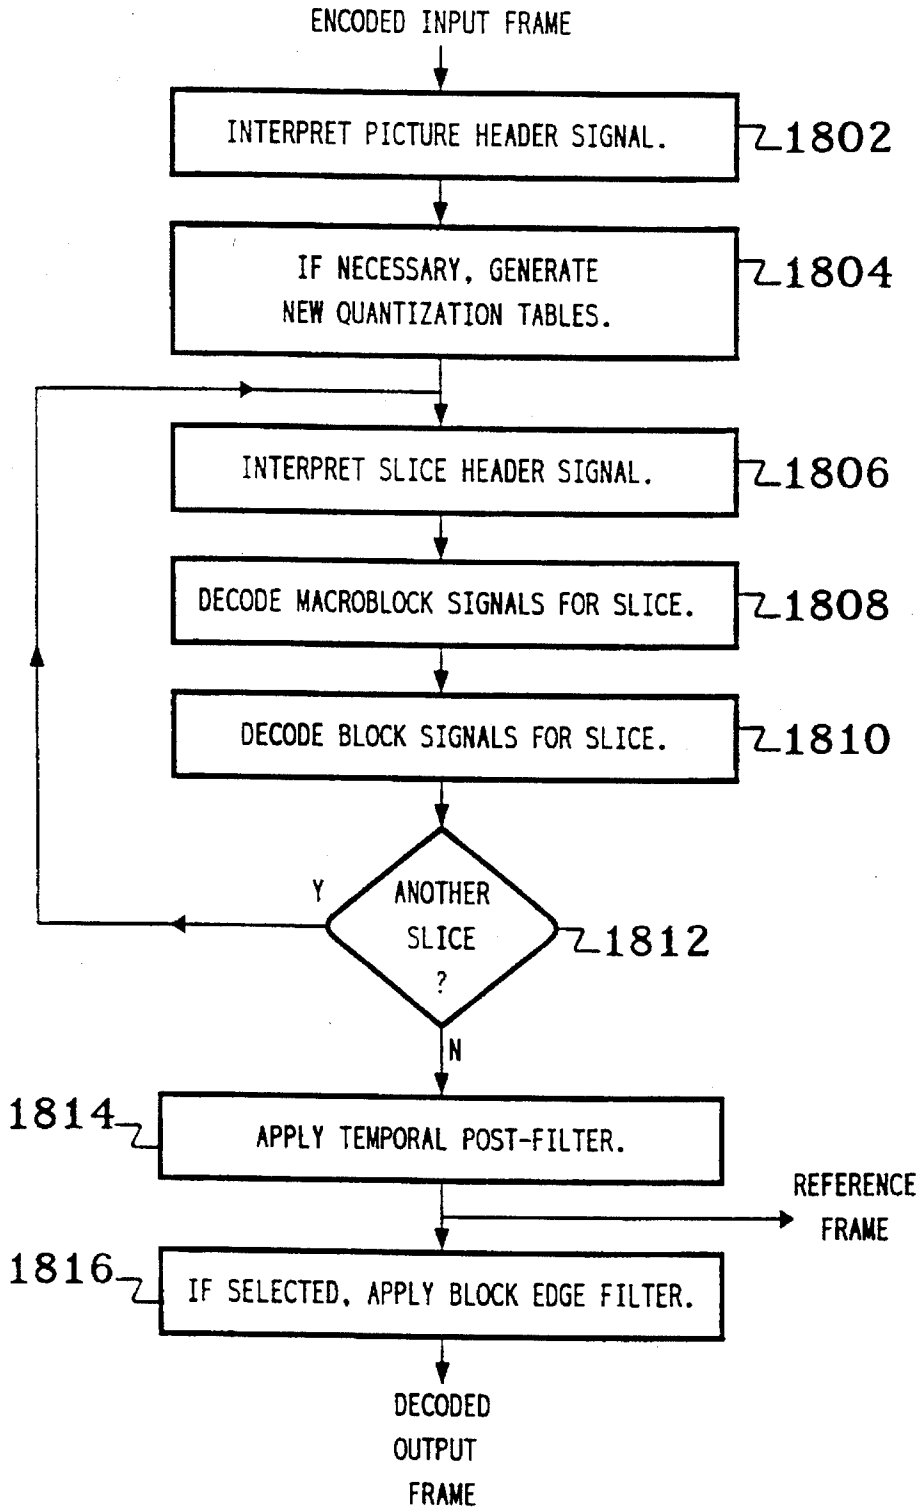 ENCODED INPUT FRAME
INTERPRET PICTURE HEADER SIGNAL.
1802
IF NECESSARY, GENERATE
NEW QUANTIZATION TABLES.
1804
INTERPRET SLICE HEADER SIGNAL.
1806
DECODE MACROBLOCK SIGNALS FOR SLICE.
1808
DECODE BLOCK SIGNALS FOR SLICE.
1810
Y
ANOTHER
SLICE
?
1812
N
1814
APPLY TEMPORAL POST-FILTER.
REFERENCE
FRAME
1816
IF SELECTED, APPLY BLOCK EDGE FILTER.
DECODED
OUTPUT
FRAME